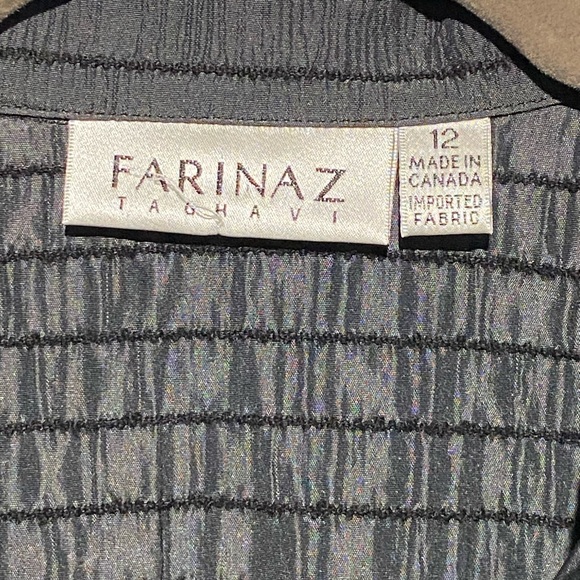 FARINAZ
TAGHAVI
12
MADE IN
CANADA
IMPORTED
FABRIC